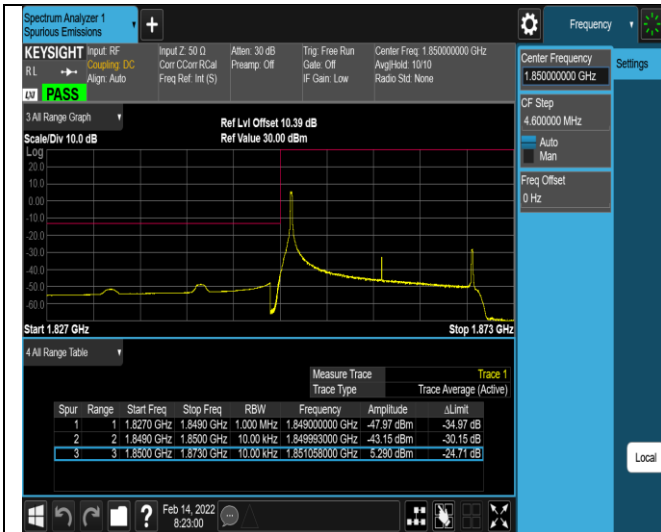 Spectrum Analyzer 1
Spurious Emissions
Frequency
KEYSIGHT
Input: RF
Input Z: 50 Ω
Atten: 30 dB
Trig: Free Run
Center Freq: 1.850000000 GHz
RL
Coupling: DC
Corr CCorr RCal
Preamp: Off
Gate: Off
Avg|Hold: 10/10
Align: Auto
Freq Ref: Int (S)
IF Gain: Low
Radio Std: None
LXI
PASS
Center Frequency
1.850000000 GHz
Settings
CF Step
4.600000 MHz
Auto
Man
Freq Offset
0 Hz
3 All Range Graph
Ref Lvl Offset 10.39 dB
Scale/Div 10.0 dB
Ref Value 30.00 dBm
Log
20.0
10.0
0.00
-10.0
-20.0
-30.0
-40.0
-50.0
-60.0
Start 1.827 GHz
Stop 1.873 GHz
4 All Range Table
Measure Trace Trace 1
Trace Type Trace Average (Active)
Spur Range Start Freq Stop Freq RBW Frequency Amplitude ΔLimit
1 1 1.8270 GHz 1.8490 GHz 1.000 MHz 1.849000000 GHz -47.97 dBm -34.97 dB
2 2 1.8490 GHz 1.8500 GHz 10.00 kHz 1.849993000 GHz -43.15 dBm -30.15 dB
3 3 1.8500 GHz 1.8730 GHz 10.00 kHz 1.851058000 GHz 5.290 dBm -24.71 dB
Local
Feb 14, 2022
8:23:00